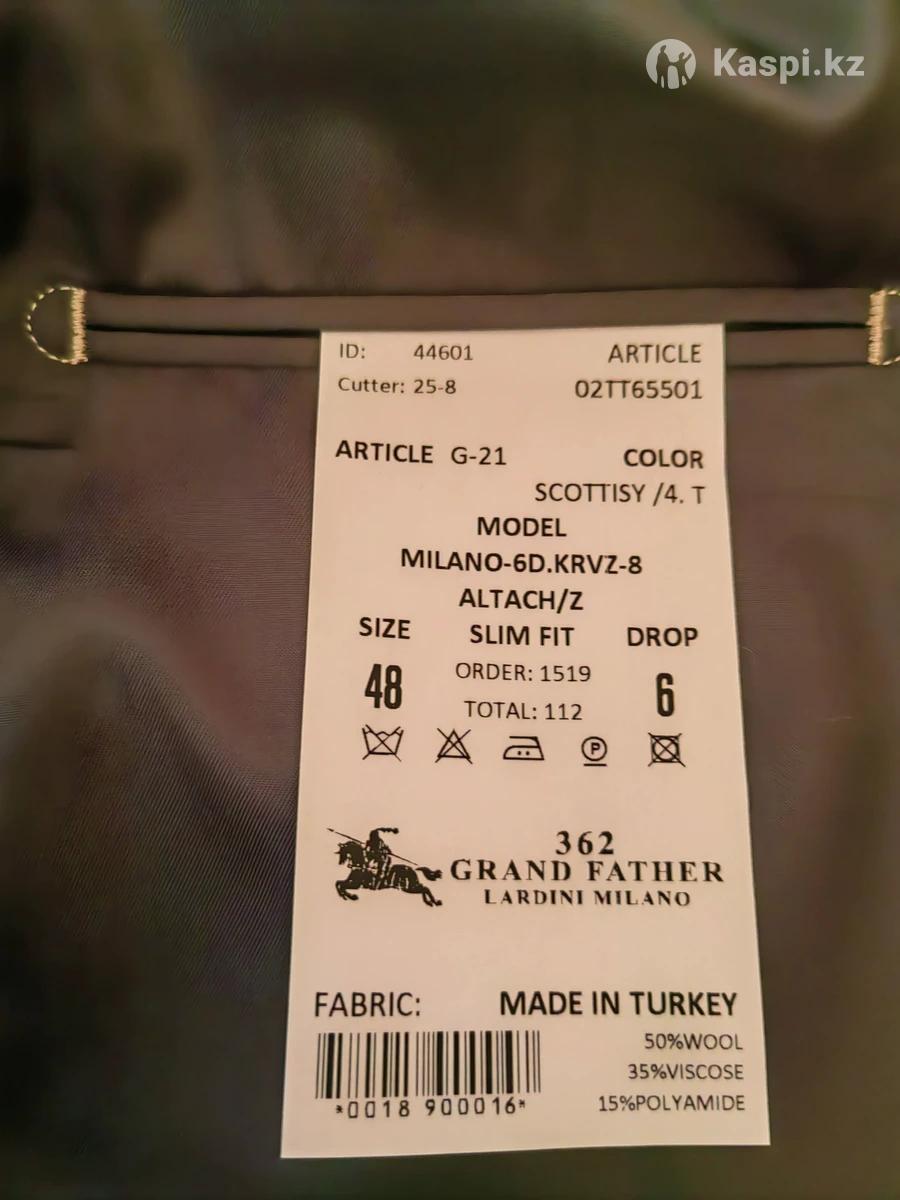 Kaspi.kz
ID: 44601 ARTICLE
Cutter: 25-8 02TT65501
ARTICLE G-21 COLOR
SCOTTISY /4. T
MODEL
MILANO-6D.KRVZ-8
ALTACH/Z
SIZE SLIM FIT DROP
48 ORDER: 1519 6
TOTAL: 112
P
362
GRAND FATHER
LARDINI MILANO
FABRIC: MADE IN TURKEY
50%WOOL
35%VISCOSE
15%POLYAMIDE
*0018 900016*